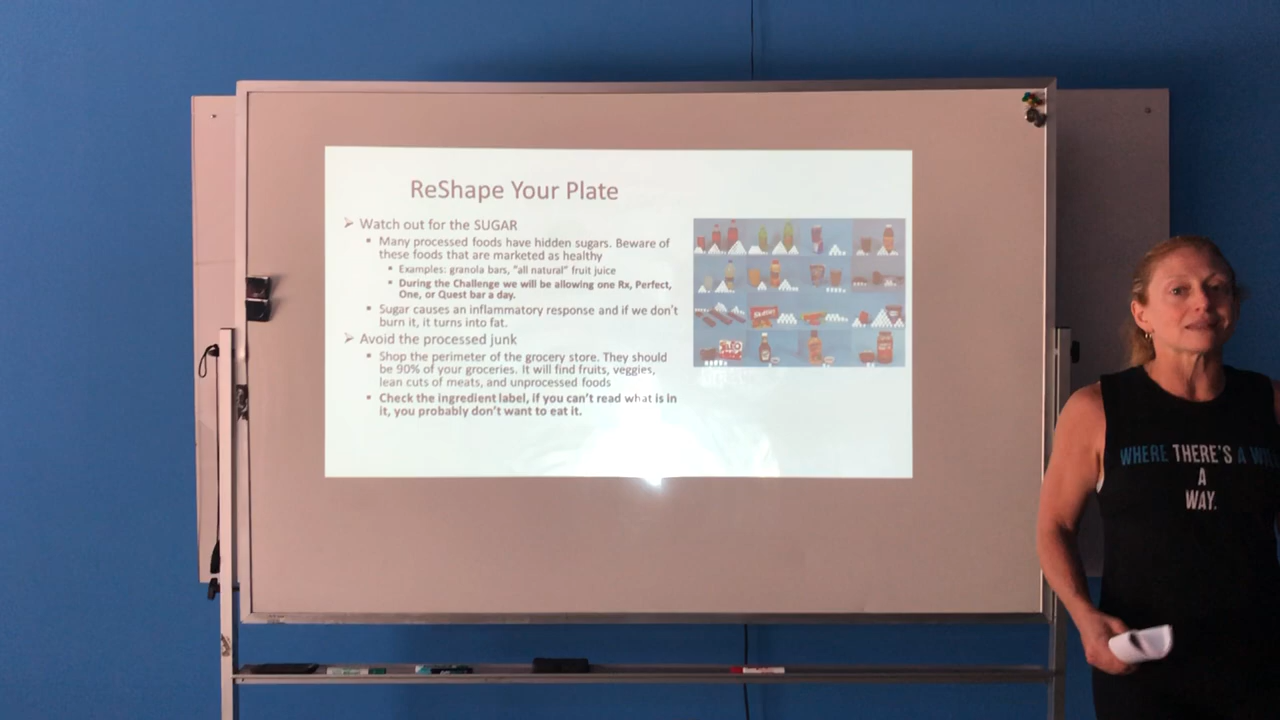 ReShape Your Plate
Watch out for the SUGAR
Many processed foods have hidden sugars. Beware of
these foods that are marketed as healthy
Examples: granola bars, "all natural" fruit juice
During the Challenge we will be allowing one Rx, Perfect,
One, or Quest bar a day.
Sugar causes an inflammatory response and if we don't
burn it, it turns into fat.
Avoid the processed junk
Shop the perimeter of the grocery store. They should
be 90% of your groceries. It will find fruits, veggies,
lean cuts of meats, and unprocessed foods
Check the ingredient label, if you can't read what is in
it, you probably don't want to eat it.
WHERE THERE'S A
A
WAY.